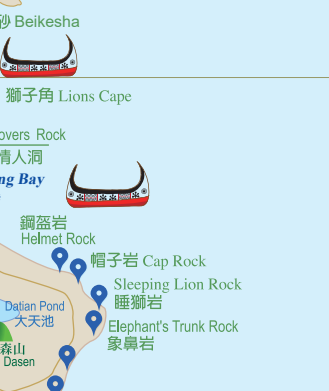 砂 Beikesha
獅子角 Lions Cape
overs Rock
情人洞
ng Bay
鋼盔岩
Helmet Rock
帽子岩 Cap Rock
Sleeping Lion Rock
睡獅岩
Datian Pond
大天池
Elephant's Trunk Rock
象鼻岩
森山
Dasen